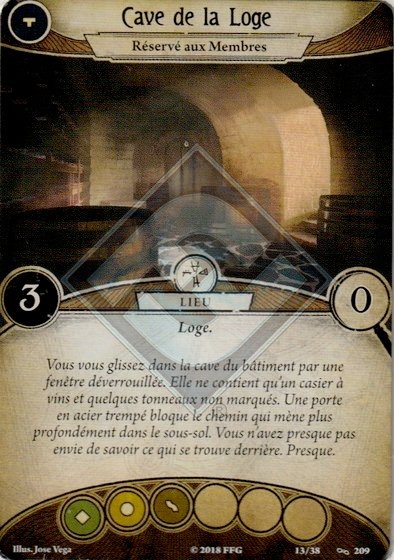 Cave de la Loge
Réservé aux Membres
3
LIEU
0
Loge.
Vous vous glissez dans la cave du bâtiment par une
fenêtre déverrouillée. Elle ne contient qu'un casier à
vins et quelques tonneaux non marqués. Une porte
en acier trempé bloque le chemin qui mène plus
profondément dans le sous-sol. Vous n'avez presque pas
envie de savoir ce qui se trouve derrière. Presque.
Illus. Jose Vega
© 2018 FFG
13/38
209